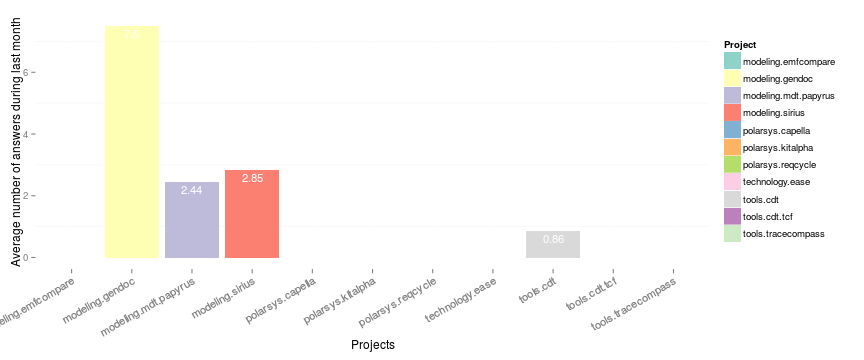 Average number of answers during last month
6
4
2
0
7.5
2.44
2.85
0.86
eling.emfcompare
modeling.gendoc
modeling.mdt.papyrus
modeling.sirius
polarsys.capella
polarsys.kitalpha
polarsys.reqcycle
technology.ease
tools.cdt
tools.cdt.tcf
tools.tracecompass
Projects
Project
modeling.emfcompare
modeling.gendoc
modeling.mdt.papyrus
modeling.sirius
polarsys.capella
polarsys.kitalpha
polarsys.reqcycle
technology.ease
tools.cdt
tools.cdt.tcf
tools.tracecompass